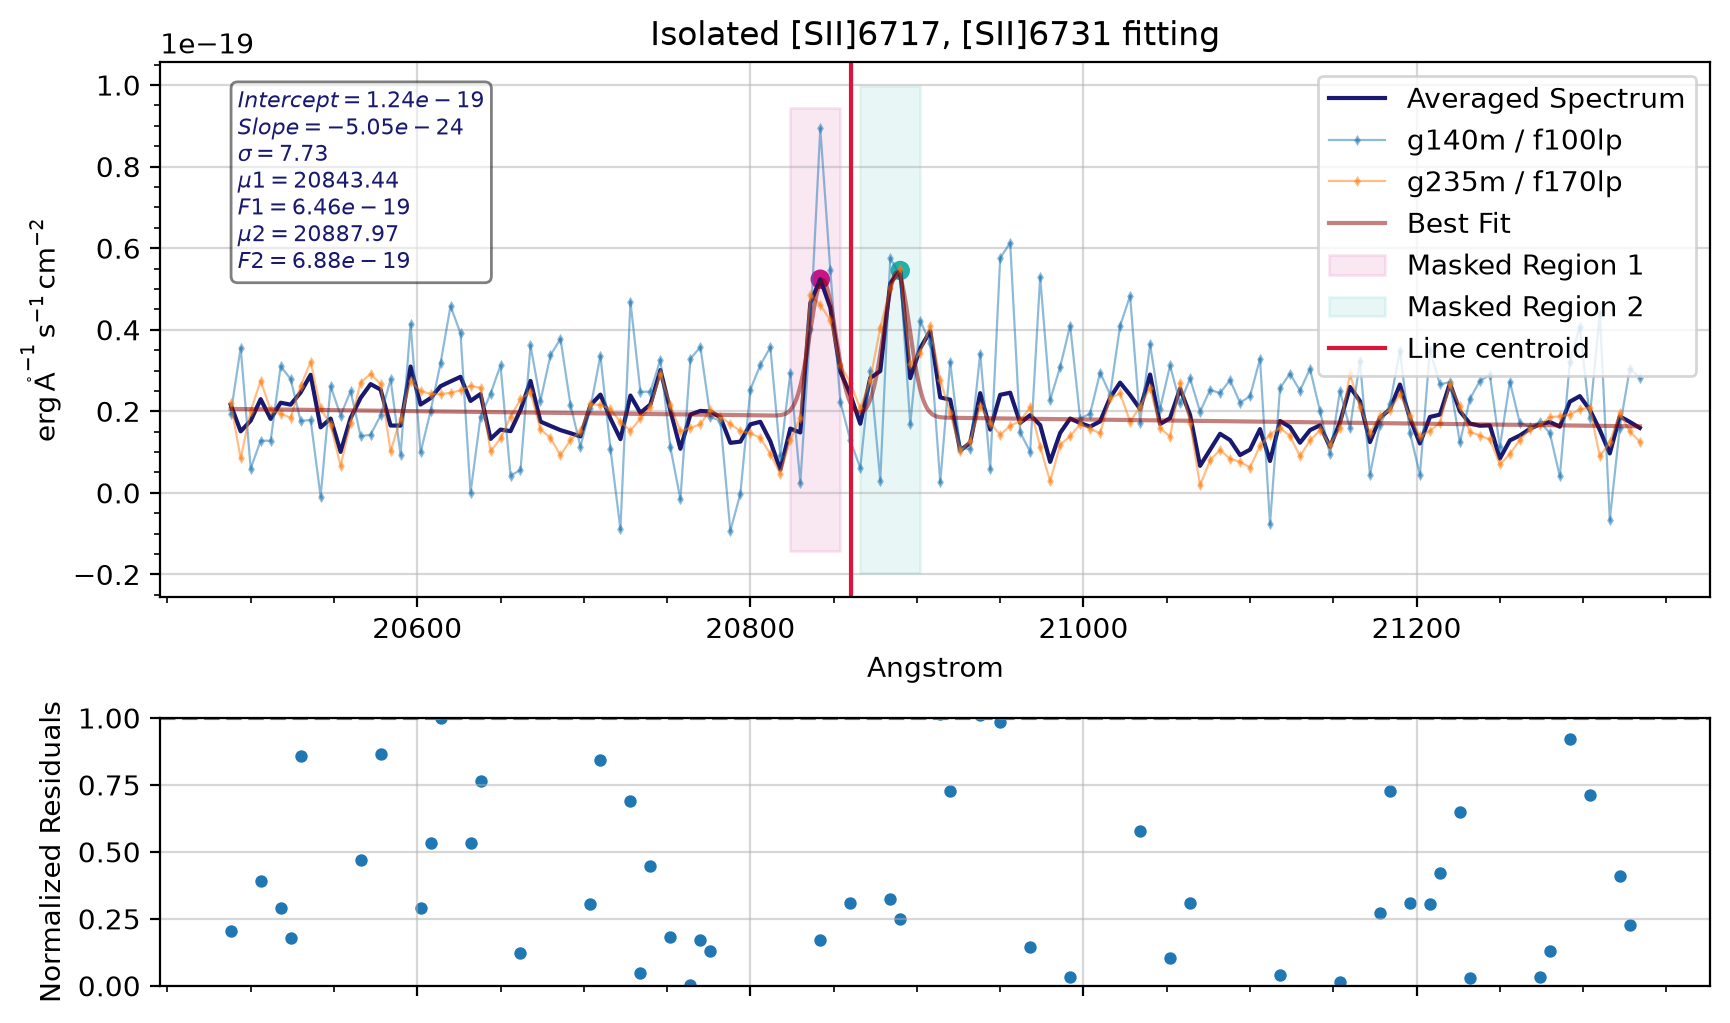 Isolated [SII]6717, [SII]6731 fitting
1e−19
Intercept = 1.24e − 19
Slope = −5.05e − 24
σ = 7.73
μ1 = 20843.44
F1 = 6.46e − 19
μ2 = 20887.97
F2 = 6.88e − 19
Averaged Spectrum
g140m / f100lp
g235m / f170lp
Best Fit
Masked Region 1
Masked Region 2
Line centroid
1.0
0.8
0.6
0.4
0.2
0.0
−0.2
erg Å⁻¹ s⁻¹ cm⁻²
20600
20800
21000
21200
Angstrom
1.00
0.75
0.50
0.25
0.00
Normalized Residuals